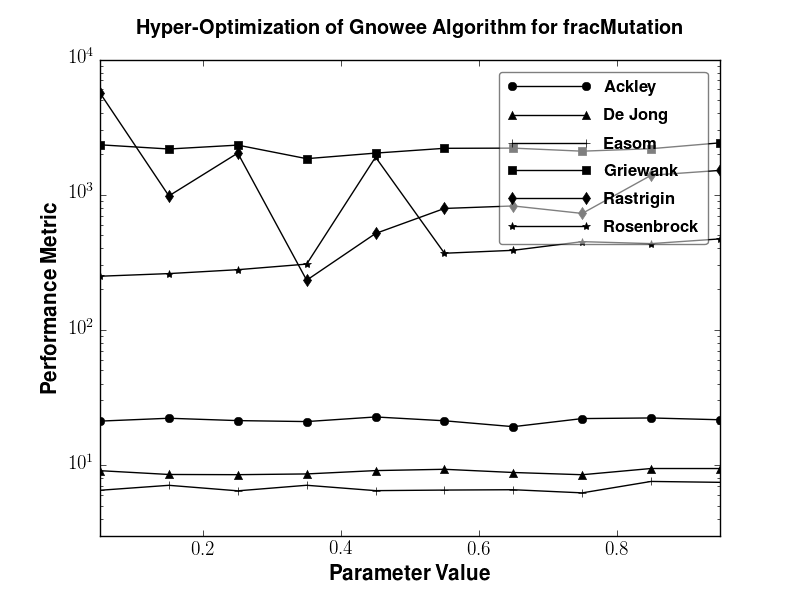 Hyper-Optimization of Gnowee Algorithm for fracMutation
10^4
10^3
10^2
10^1
Performance Metric
Ackley
De Jong
Easom
Griewank
Rastrigin
Rosenbrock
0.2 0.4 0.6 0.8
Parameter Value